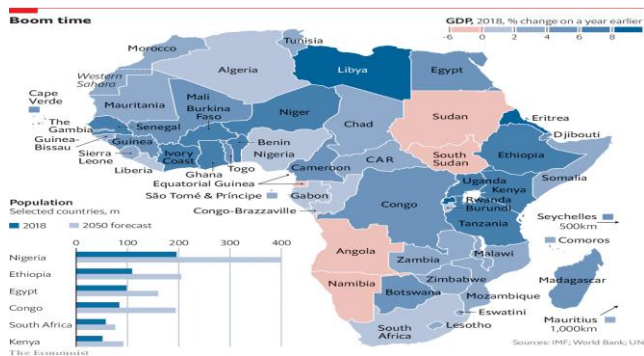 Boom time
GDP, 2018, % change on a year earlier
-6 0 2 4 6 8
Tunisia
Morocco
Algeria
Libya
Egypt
Western
Sahara
Cape
Verde
Mauritania
Mali
Niger
Burkina
Faso
Chad
Sudan
Eritrea
The
Gambia
Senegal
Djibouti
Guinea-
Bissau
Guinea
Benin
Nigeria
Ethiopia
Sierra
Leone
Ivory
Coast
Togo
CAR
South
Sudan
Somalia
Liberia
Ghana
Cameroon
Equatorial Guinea
Uganda
Kenya
São Tomé & Príncipe
Gabon
Congo
Rwanda
Burundi
Seychelles
500km
Congo-Brazzaville
Tanzania
Comoros
Population
Selected countries, m
2018
2050 forecast
0 100 200 300 400
Nigeria
Ethiopia
Egypt
Congo
South Africa
Kenya
Angola
Zambia
Malawi
Namibia
Zimbabwe
Botswana
Mozambique
Madagascar
Eswatini
South
Africa
Lesotho
Mauritius
1,000km
Sources: IMF; World Bank; UN
The Economist